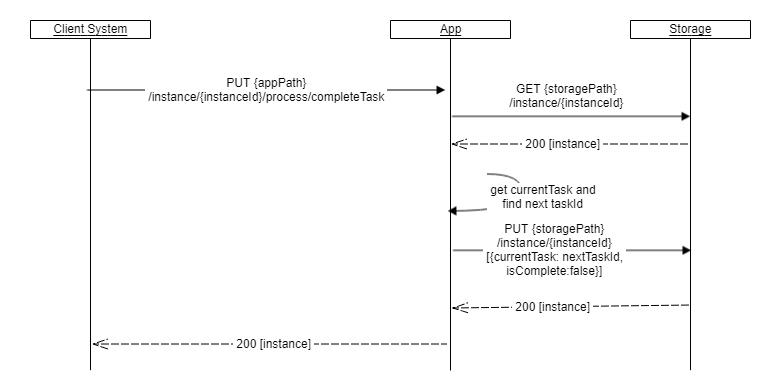 Client System
App
Storage
PUT {appPath}
/instance/{instanceId}/process/completeTask
GET {storagePath}
/instance/{instanceId}
200 [instance]
get currentTask and
find next taskId
PUT {storagePath}
/instance/{instanceId}
[{currentTask: nextTaskId,
isComplete:false}]
200 [instance]
200 [instance]